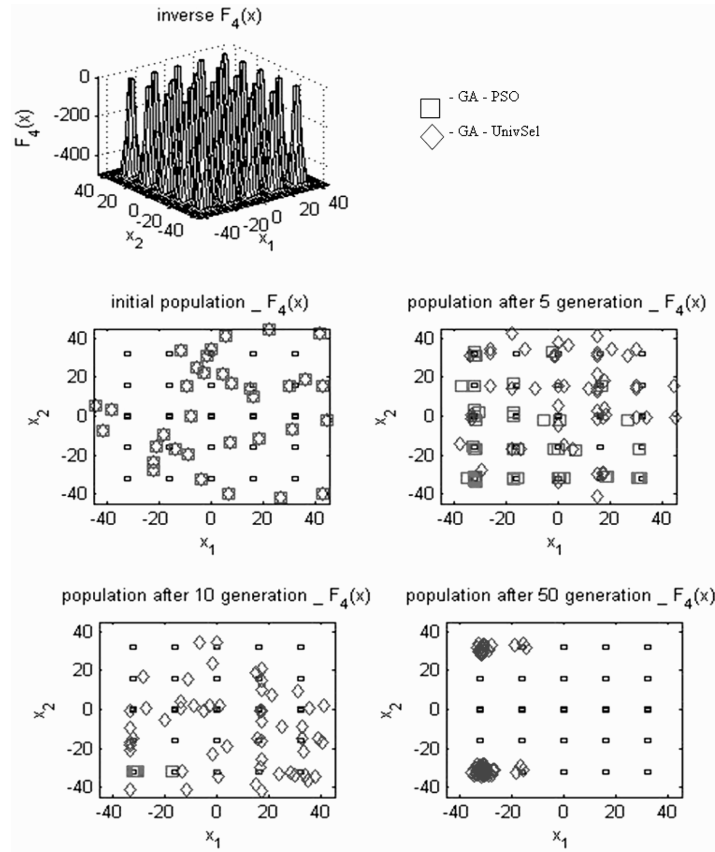 inverse F4(x)
0
-200
-400
F4(x)
40
20
0
-20
-40
x2
-40
-20
0
20
40
x1
- GA - PSO
- GA - UnivSel
initial population _ F4(x)
40
20
0
-20
-40
x2
-40 -20 0 20 40
x1
population after 5 generation _ F4(x)
40
20
0
-20
-40
x2
-40 -20 0 20 40
x1
population after 10 generation _ F4(x)
40
20
0
-20
-40
x2
-40 -20 0 20 40
x1
population after 50 generation _ F4(x)
40
20
0
-20
-40
x2
-40 -20 0 20 40
x1